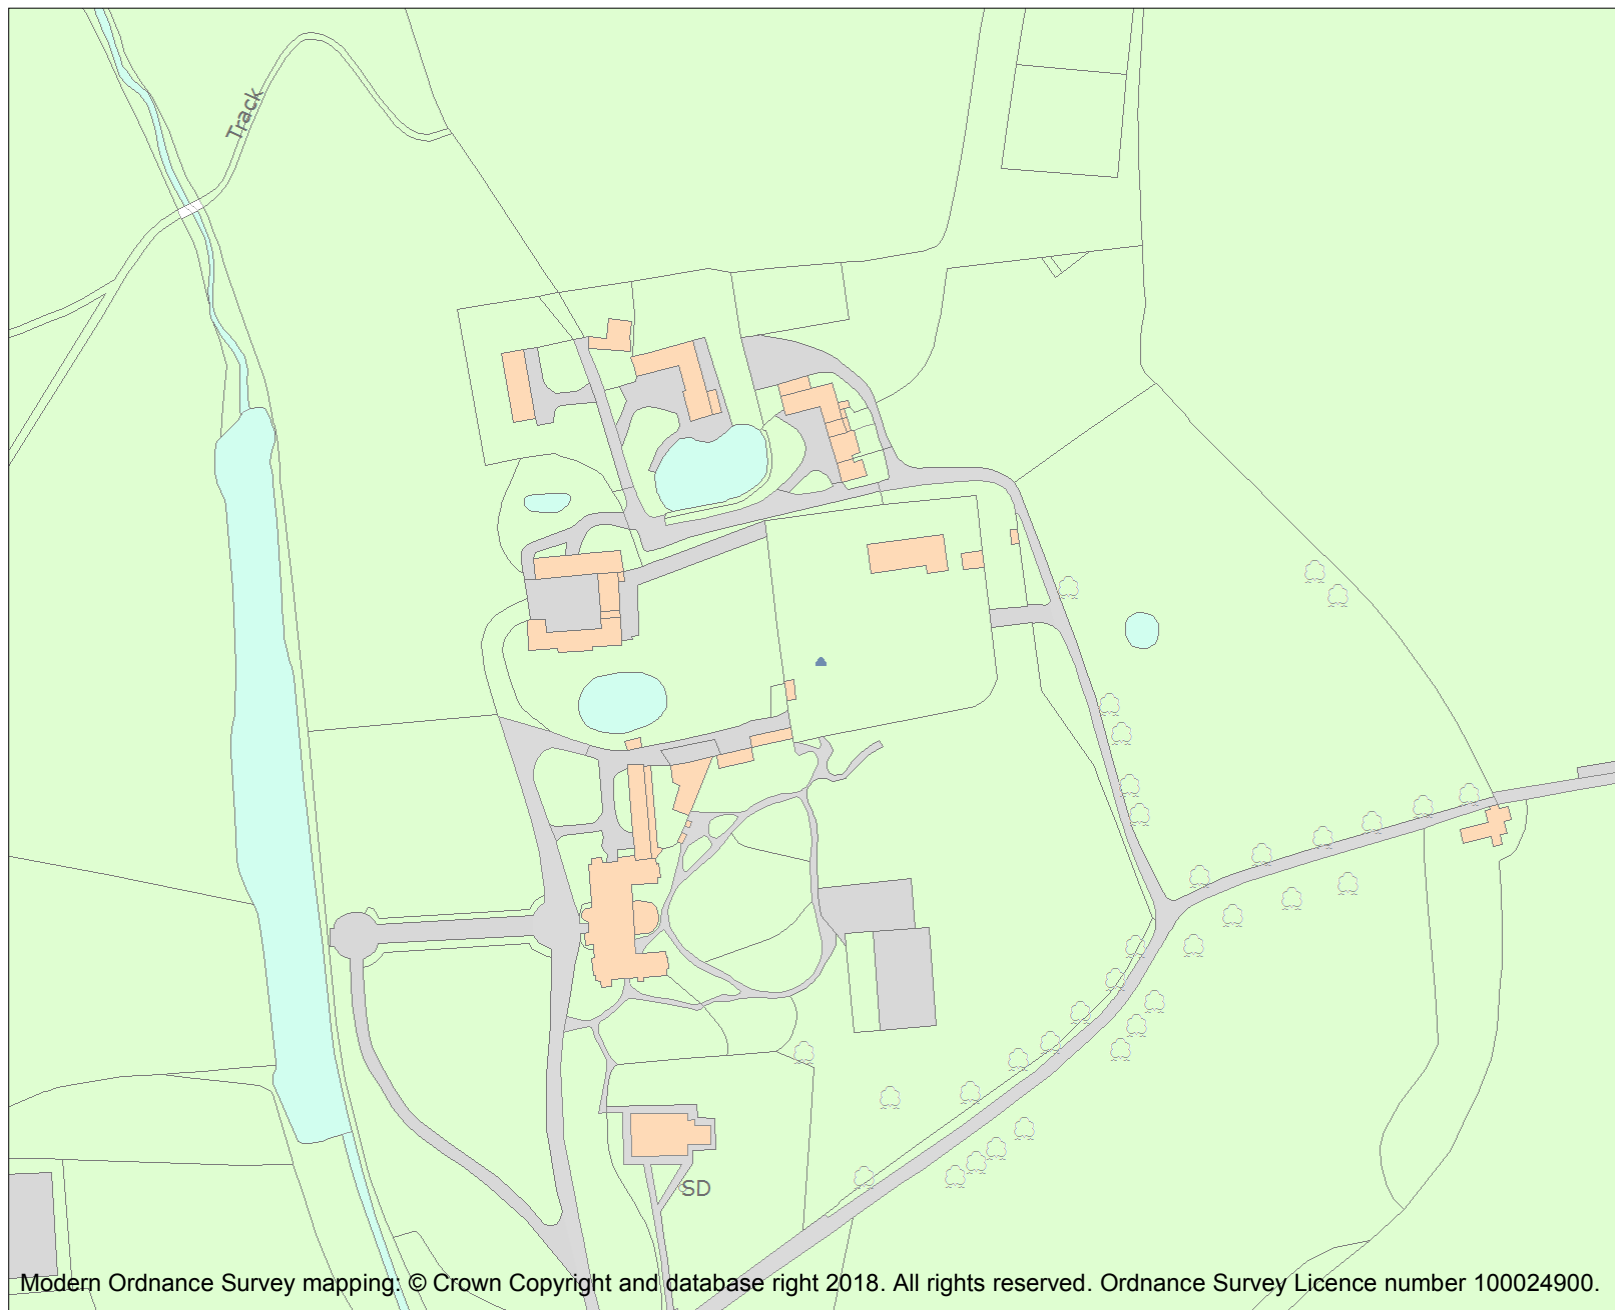 Track
SD
Modern Ordnance Survey mapping: © Crown Copyright and database right 2018. All rights reserved. Ordnance Survey Licence number 100024900.